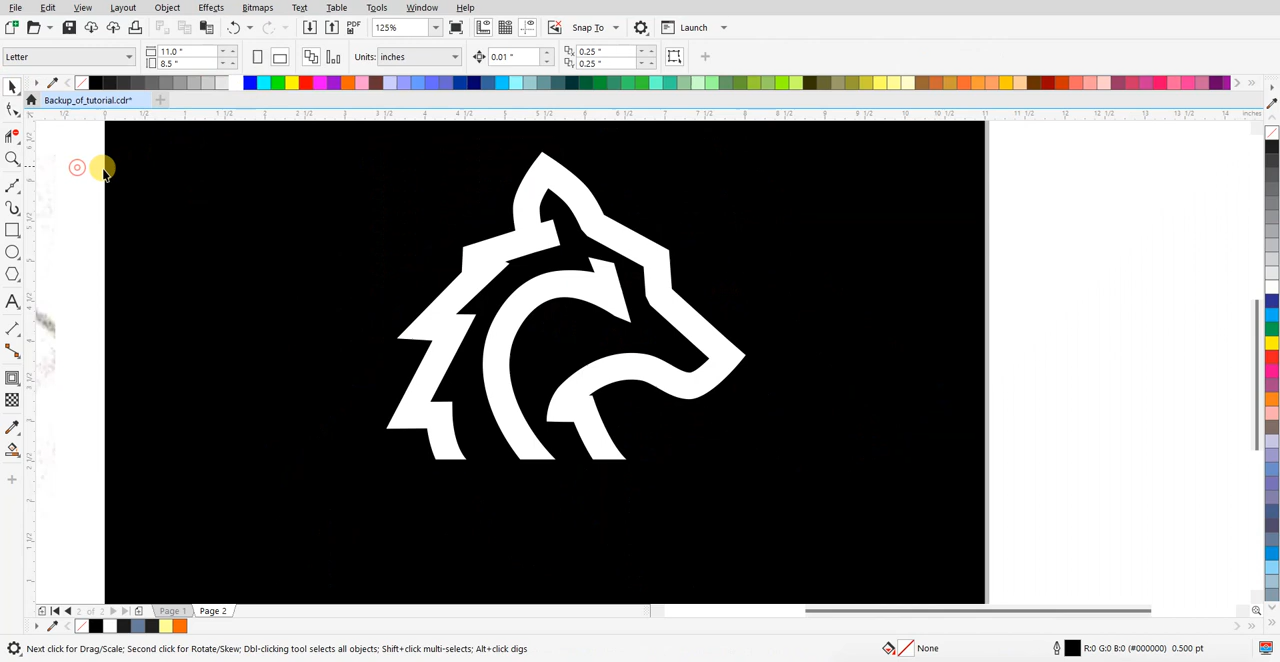 File Edit View Layout Object Effects Bitmaps Text Table Tools Window Help
PDF 125% Snap To Launch
Letter 11.0 " 8.5 " Units: inches 0.01 " 0.25 " 0.25 "
Backup_of_tutorial.cdr*
inches
2 of 2 Page 1 Page 2
Next click for Drag/Scale; Second click for Rotate/Skew; Dbl-clicking tool selects all objects; Shift+click multi-selects; Alt+click digs None R:0 G:0 B:0 (#000000) 0.500 pt